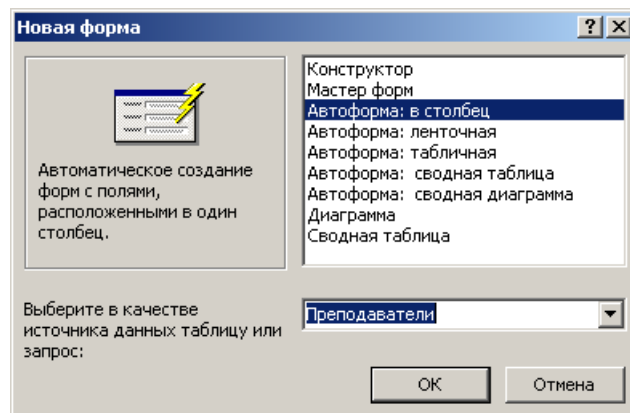 Новая форма
Конструктор
Мастер форм
Автоформа: в столбец
Автоформа: ленточная
Автоформа: табличная
Автоформа:  сводная таблица
Автоформа:  сводная диаграмма
Диаграмма
Сводная таблица
Автоматическое создание
форм с полями,
расположенными в один
столбец.
Выберите в качестве
источника данных таблицу или
запрос:
Преподаватели
ОК
Отмена